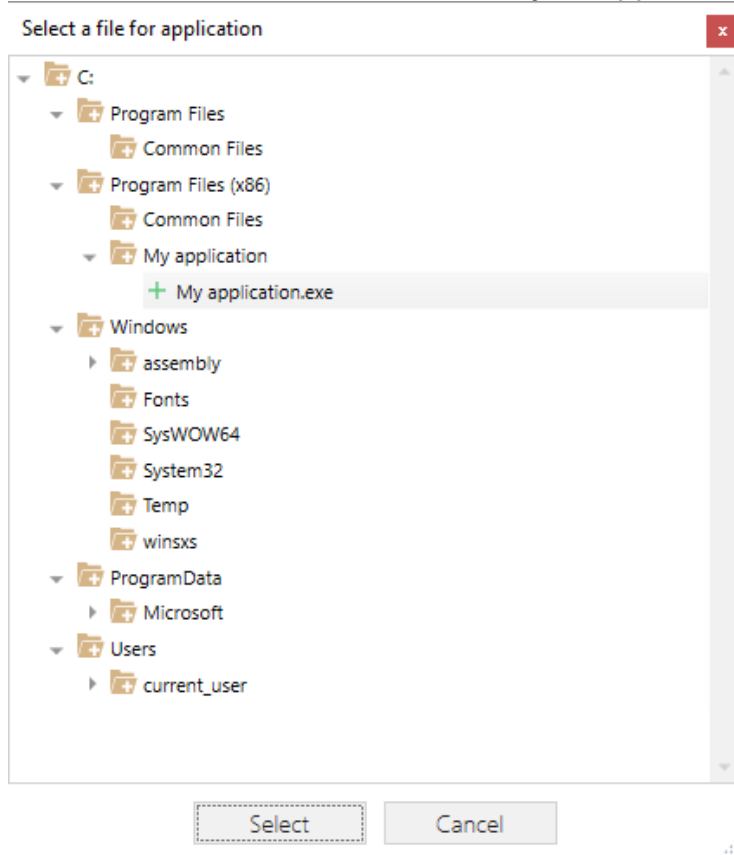 Select a file for application
x
C:
Program Files
Common Files
Program Files (x86)
Common Files
My application
My application.exe
Windows
assembly
Fonts
SysWOW64
System32
Temp
winsxs
ProgramData
Microsoft
Users
current_user
Select
Cancel